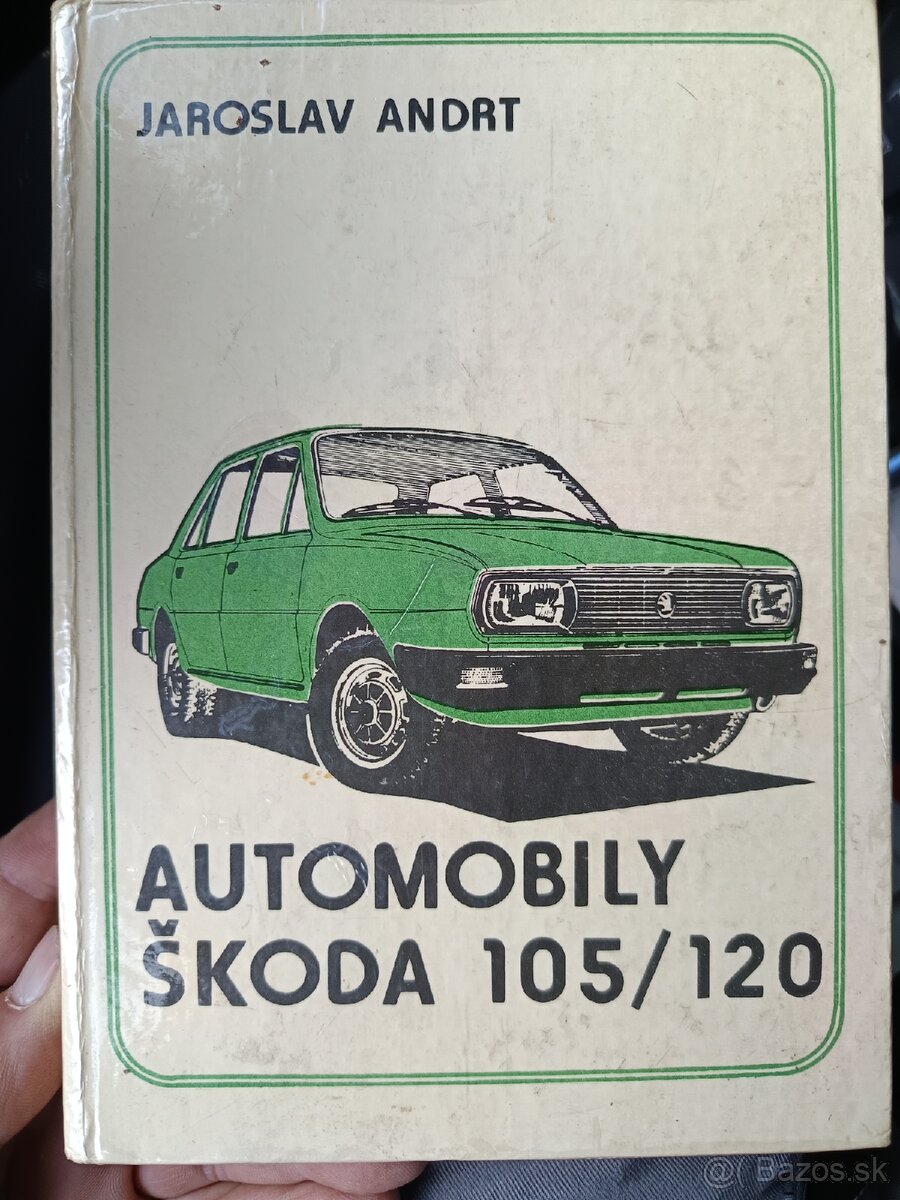 JAROSLAV ANDRT
AUTOMOBILY
ŠKODA 105/120
@( Bazos.sk